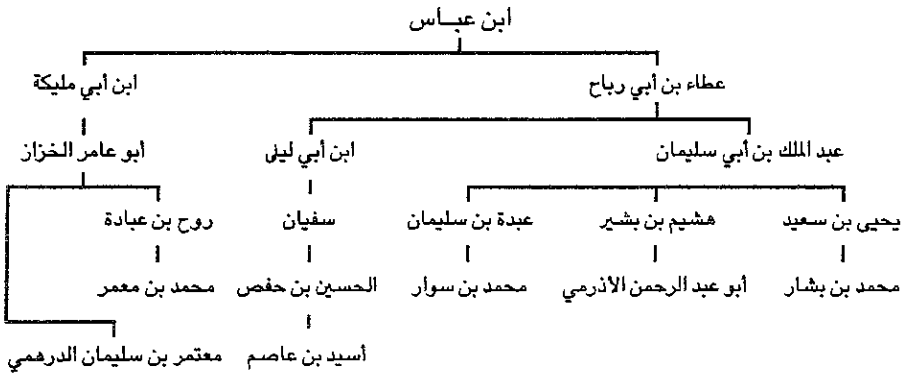 ابن عبـاس
عطاء بن أبي رباح ابن أبي مليكة
عبد الملك بن أبي سليمان ابن أبي ليلى أبو عامر الخزاز
يحيى بن سعيد هشيم بن بشير عبدة بن سليمان سفيان روح بن عبادة
محمد بن بشار أبو عبد الرحمن الأذرمي محمد بن سوار الحسين بن حفص محمد بن معمر
أسيد بن عاصم معتمر بن سليمان الدرهمي